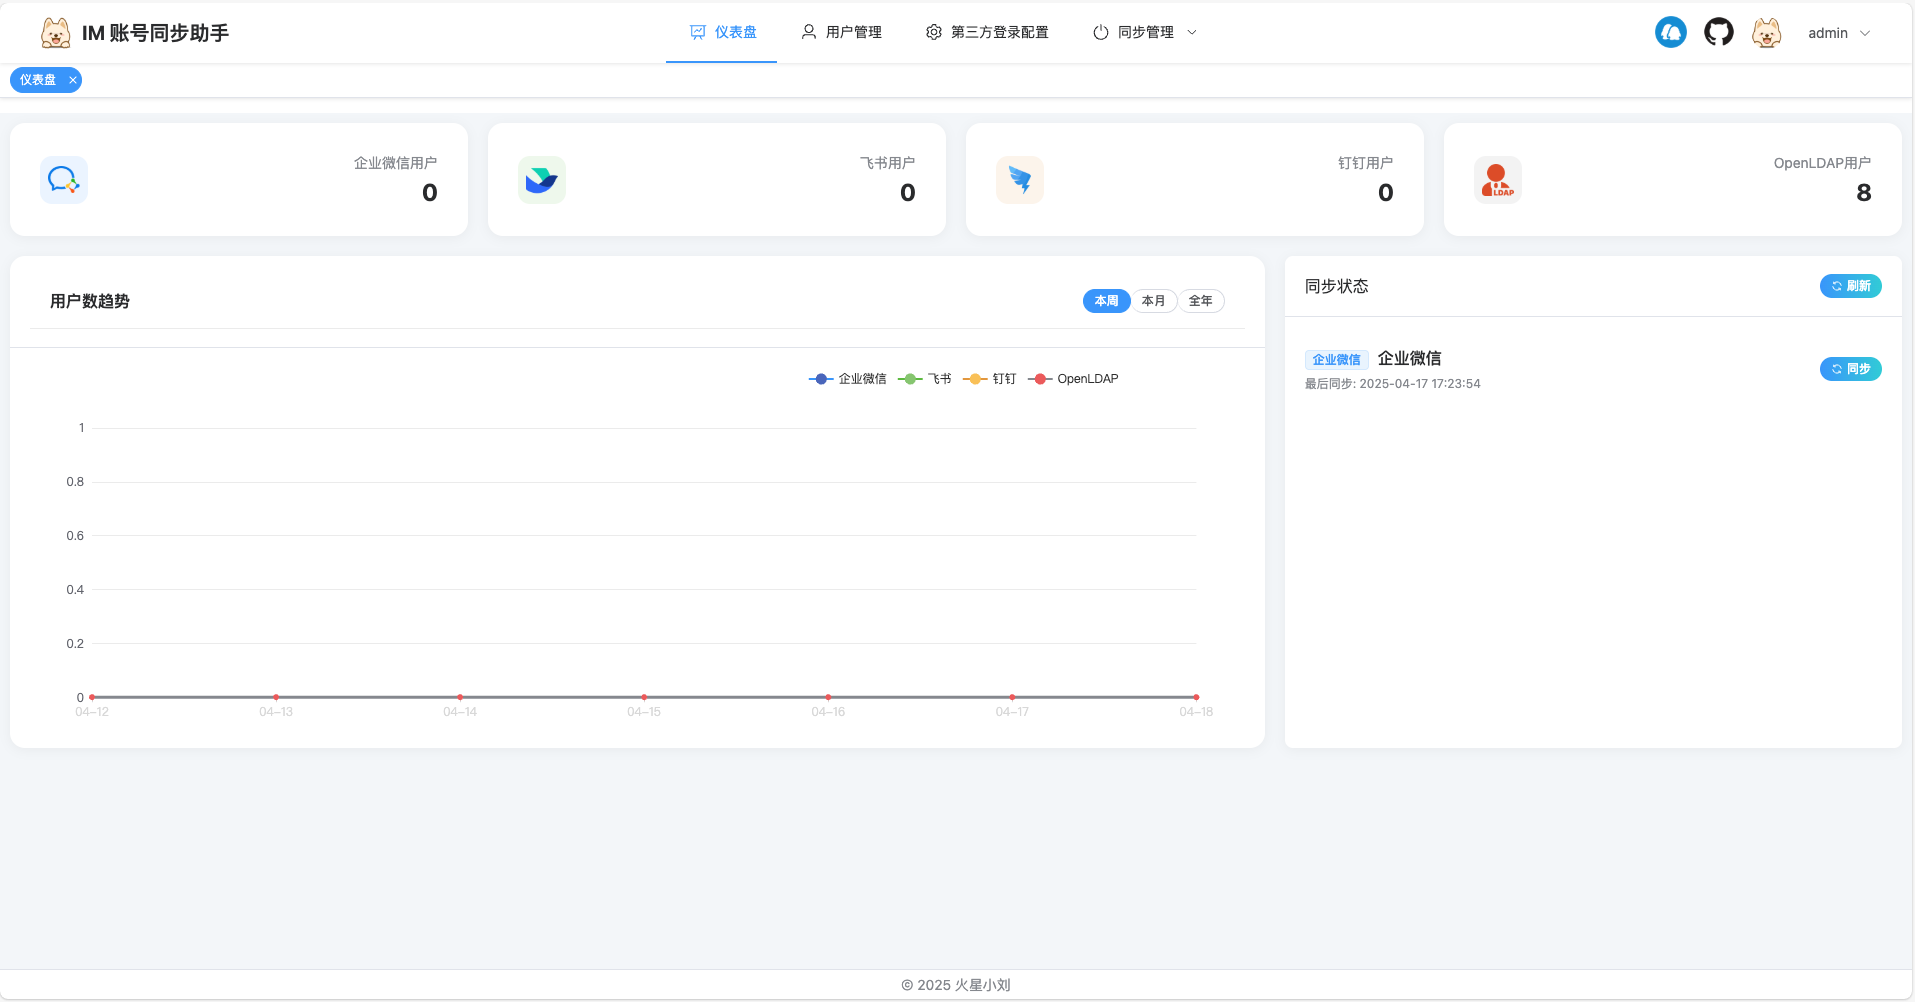 IM 账号同步助手
仪表盘
用户管理
第三方登录配置
同步管理
admin
仪表盘
企业微信用户
0
飞书用户
0
钉钉用户
0
LDAP
OpenLDAP用户
8
用户数趋势
本周
本月
全年
企业微信
飞书
钉钉
OpenLDAP
1
0.8
0.6
0.4
0.2
0
04-12
04-13
04-14
04-15
04-16
04-17
04-18
同步状态
刷新
企业微信 企业微信
最后同步: 2025-04-17 17:23:54
同步
© 2025 火星小刘